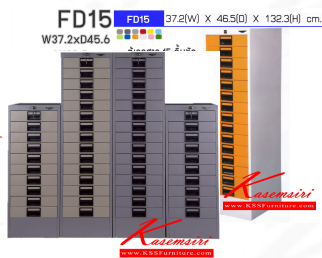 FD15 FD15 37.2(W) X 46.5(D) X 132.3(H) cm.
W37.2xD45.6
Kasemsiri
www.KSSFurniture.com
Kasemsiri
www.KSSFurniture.com